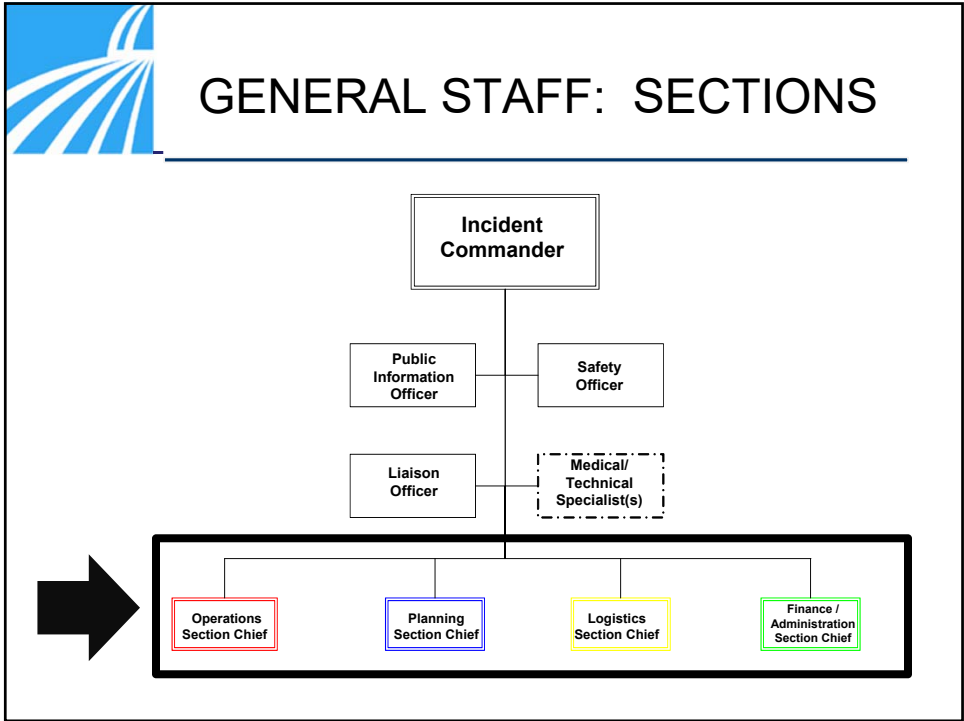 GENERAL STAFF: SECTIONS
Incident
Commander
Public
Information
Officer
Safety
Officer
Liaison
Officer
Medical/
Technical
Specialist(s)
Operations
Section Chief
Planning
Section Chief
Logistics
Section Chief
Finance /
Administration
Section Chief